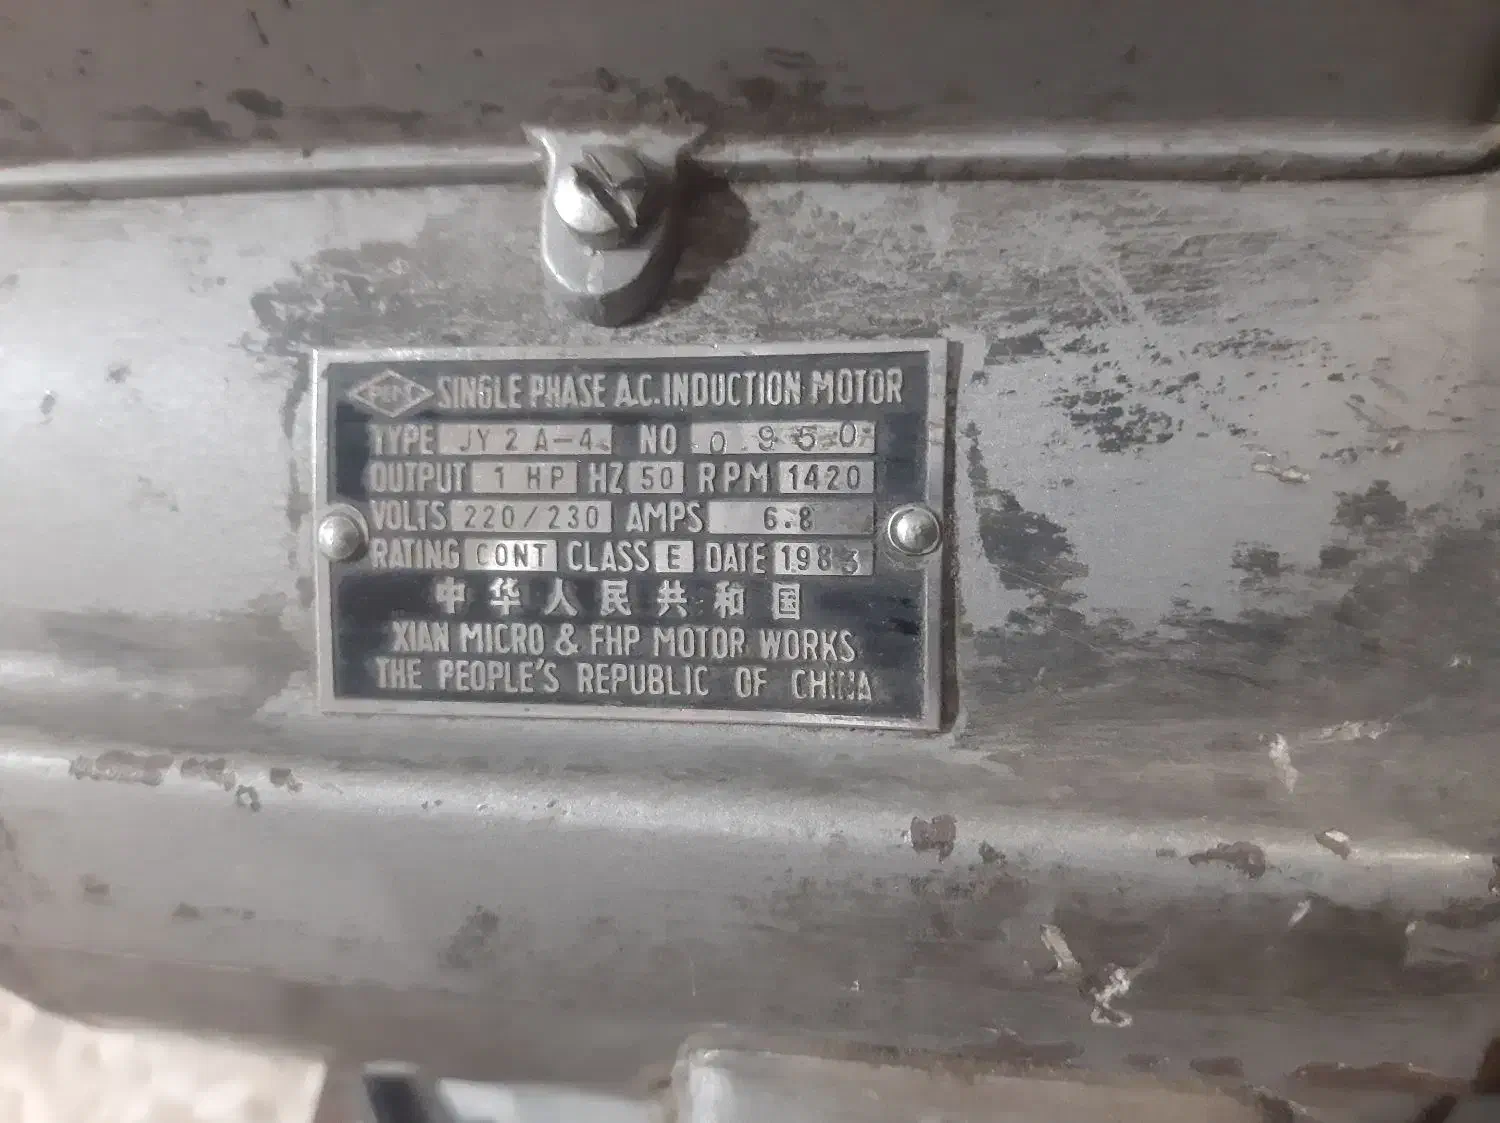 SINGLE PHASE A.C. INDUCTION MOTOR
TYPE JY2A-4 NO 0950
OUTPUT 1 HP HZ 50 RPM 1420
VOLTS 220/230 AMPS 6.8
RATING CONT CLASS E DATE 1983
中华人民共和国
XIAN MICRO & FHP MOTOR WORKS
THE PEOPLE'S REPUBLIC OF CHINA